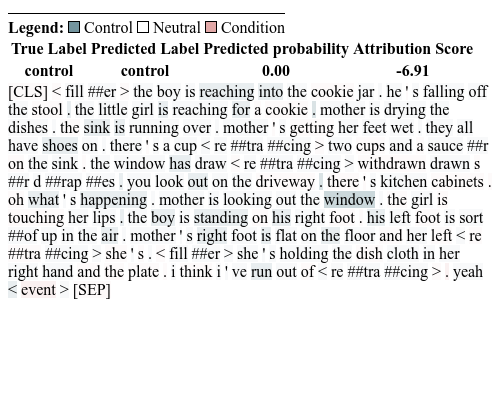 Legend: Control Neutral Condition
True Label Predicted Label Predicted probability Attribution Score
control control 0.00 -6.91
[CLS] < fill ##er > the boy is reaching into the cookie jar . he ' s falling off
the stool . the little girl is reaching for a cookie . mother is drying the
dishes . the sink is running over . mother ' s getting her feet wet . they all
have shoes on . there ' s a cup < re ##tra ##cing > two cups and a sauce ##r
on the sink . the window has draw < re ##tra ##cing > withdrawn drawn s
##r d ##rap ##es . you look out on the driveway . there ' s kitchen cabinets .
oh what ' s happening . mother is looking out the window . the girl is
touching her lips . the boy is standing on his right foot . his left foot is sort
##of up in the air . mother ' s right foot is flat on the floor and her left < re
##tra ##cing > she ' s . < fill ##er > she ' s holding the dish cloth in her
right hand and the plate . i think i ' ve run out of < re ##tra ##cing > . yeah
< event > [SEP]